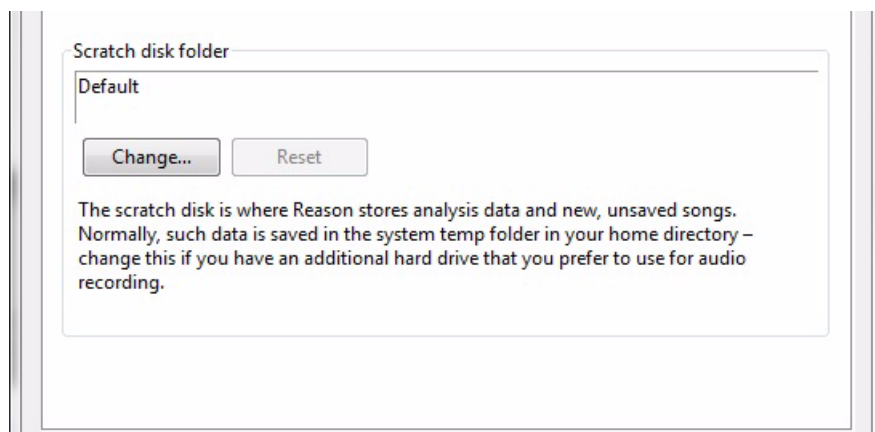 Scratch disk folder
Default
Change...
Reset
The scratch disk is where Reason stores analysis data and new, unsaved songs.
Normally, such data is saved in the system temp folder in your home directory –
change this if you have an additional hard drive that you prefer to use for audio
recording.